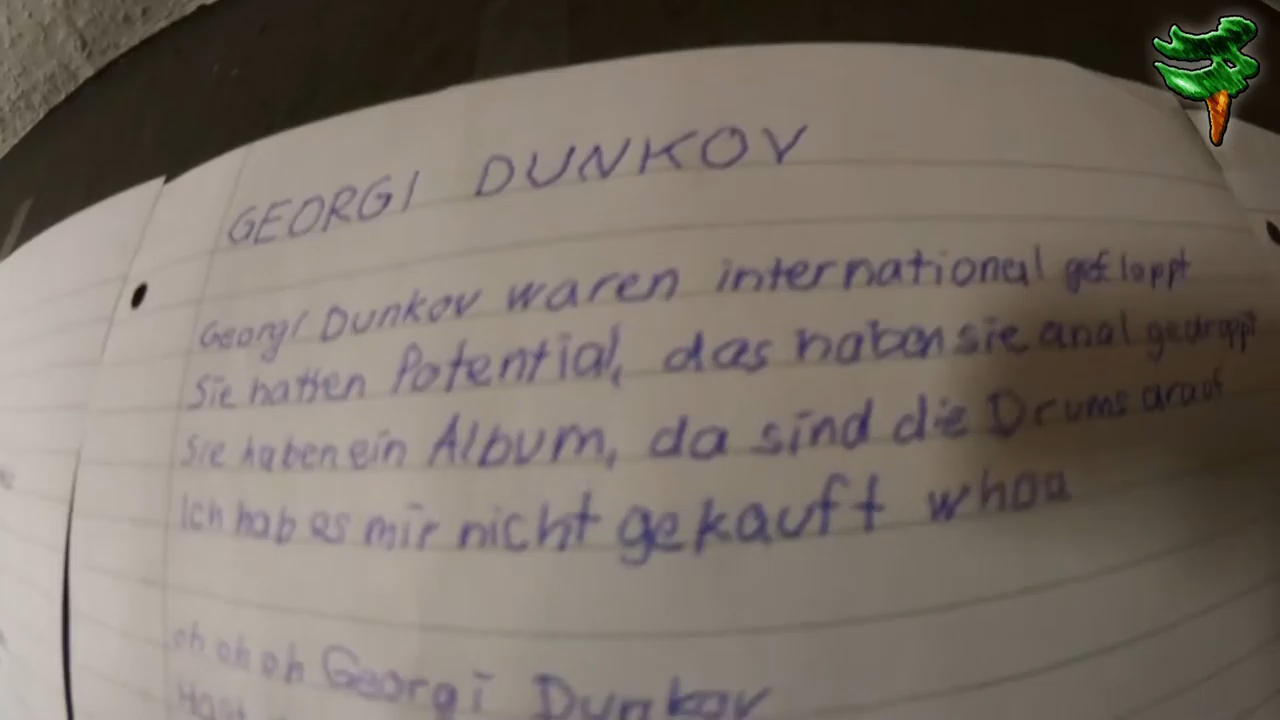 GEORGI DUNKOV
Georgi Dunkov waren international gefloppt
Sie hatten Potential, das haben sie anal gedroppt
Sie haben ein Album, da sind die Drums drauf
Ich hab es mir nicht gekauft whoa
oh oh oh Georgi Dunkov